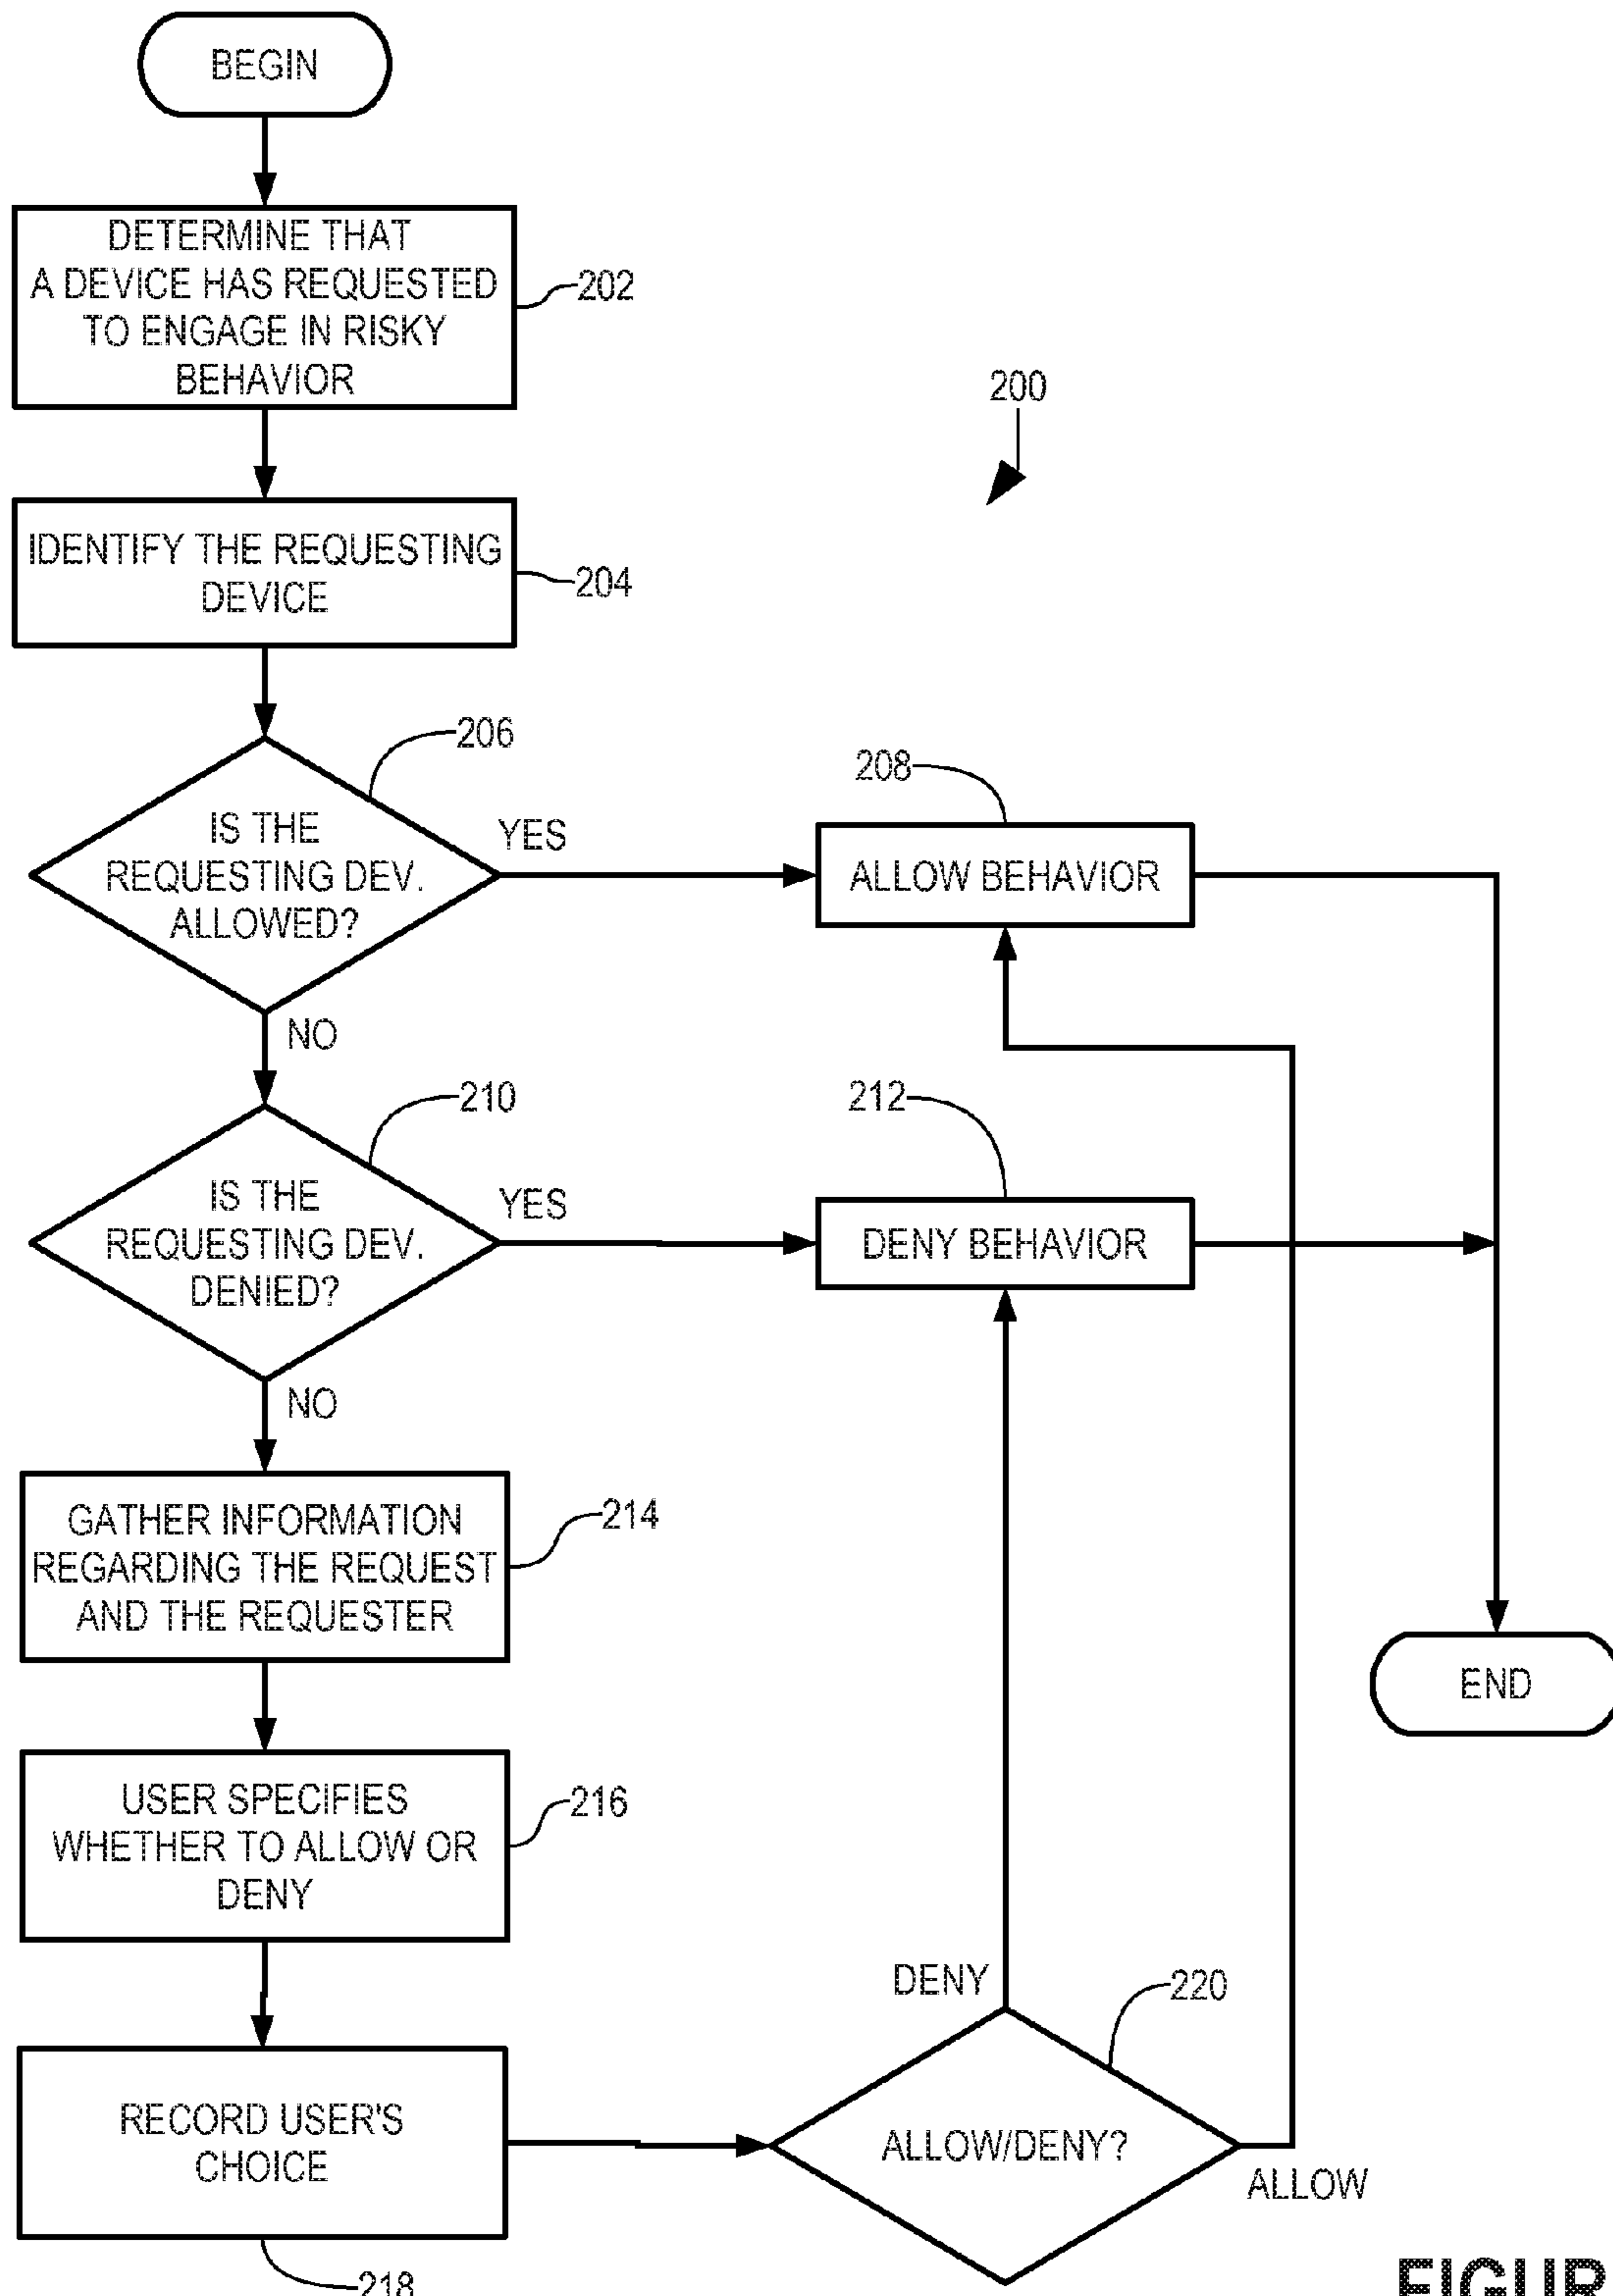 BEGIN
DETERMINE THAT
A DEVICE HAS REQUESTED
TO ENGAGE IN RISKY
BEHAVIOR
202
200
IDENTIFY THE REQUESTING
DEVICE
204
206
IS THE
REQUESTING DEV.
ALLOWED?
YES
208
ALLOW BEHAVIOR
NO
210
IS THE
REQUESTING DEV.
DENIED?
YES
212
DENY BEHAVIOR
NO
GATHER INFORMATION
REGARDING THE REQUEST
AND THE REQUESTER
214
END
USER SPECIFIES
WHETHER TO ALLOW OR
DENY
216
DENY
220
RECORD USER'S
CHOICE
ALLOW/DENY?
ALLOW
218